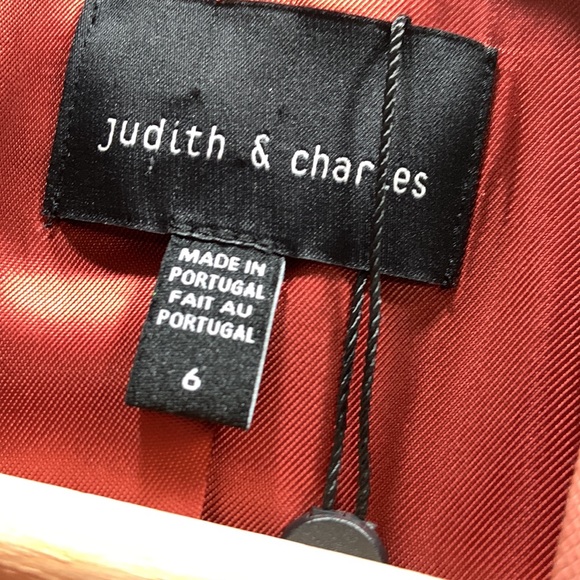 judith & charles
MADE IN
PORTUGAL
FAIT AU
PORTUGAL
6